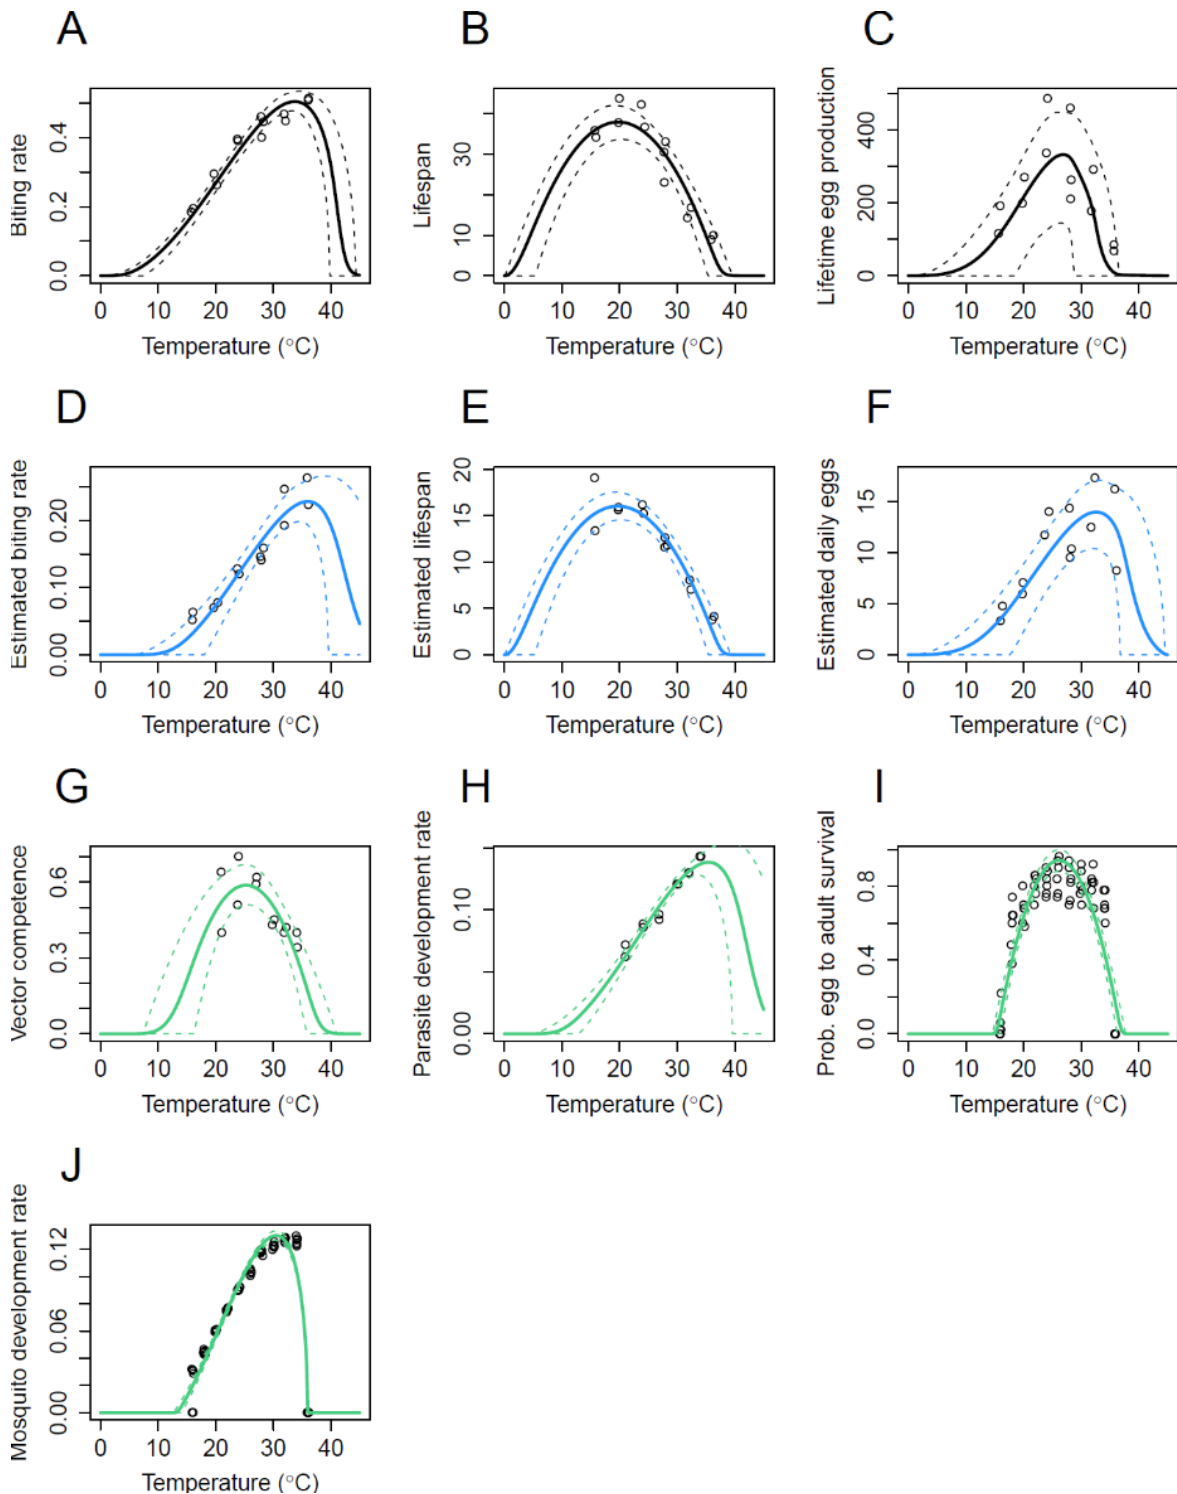 A
B
C
Biting rate
0.0 0.2 0.4
0 10 20 30 40
Temperature (°C)
Lifespan
0 10 30
0 10 20 30 40
Temperature (°C)
Lifetime egg production
0 200 400
0 10 20 30 40
Temperature (°C)
D
E
F
Estimated biting rate
0.00 0.10 0.20
0 10 20 30 40
Temperature (°C)
Estimated lifespan
0 5 10 15 20
0 10 20 30 40
Temperature (°C)
Estimated daily eggs
0 5 10 15
0 10 20 30 40
Temperature (°C)
G
H
I
Vector competence
0.0 0.3 0.6
0 10 20 30 40
Temperature (°C)
Parasite development rate
0.00 0.10
0 10 20 30 40
Temperature (°C)
Prob. egg to adult survival
0.0 0.4 0.8
0 10 20 30 40
Temperature (°C)
J
Mosquito development rate
0.00 0.06 0.12
0 10 20 30 40
Temperature (°C)